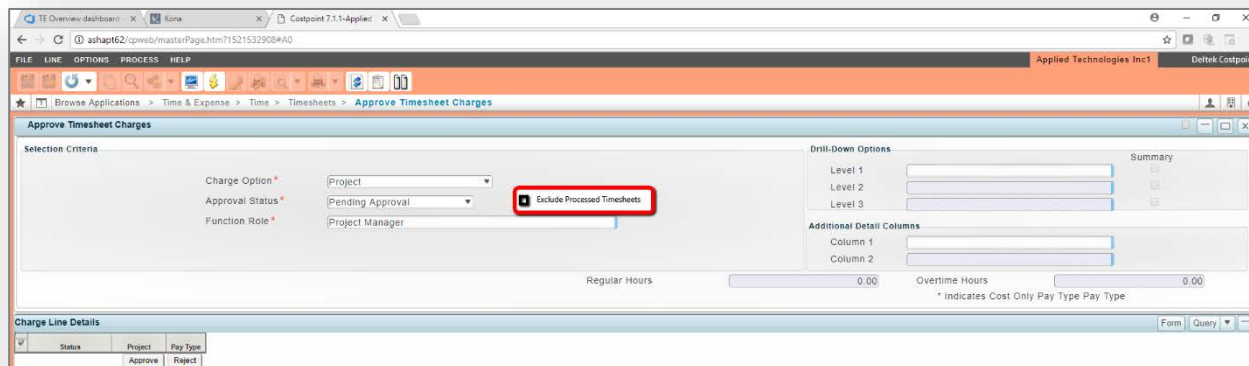 TE Overview dashboard
Kona
Costpoint 7.1.1-Applied
ashapt62/cpweb/masterPage.htm?1521532908#A0
FILE LINE OPTIONS PROCESS HELP
Applied Technologies Inc1
Deltek Costpoi
Browse Applications > Time & Expense > Time > Timesheets > Approve Timesheet Charges
Approve Timesheet Charges
Selection Criteria
Charge Option *
Project
Approval Status *
Pending Approval
Exclude Processed Timesheets
Function Role *
Project Manager
Drill-Down Options
Summary
Level 1
Level 2
Level 3
Additional Detail Columns
Column 1
Column 2
Regular Hours
0.00
Overtime Hours
0.00
* Indicates Cost Only Pay Type Pay Type
Charge Line Details
Form
Query
Status
Project
Pay Type
Approve
Reject